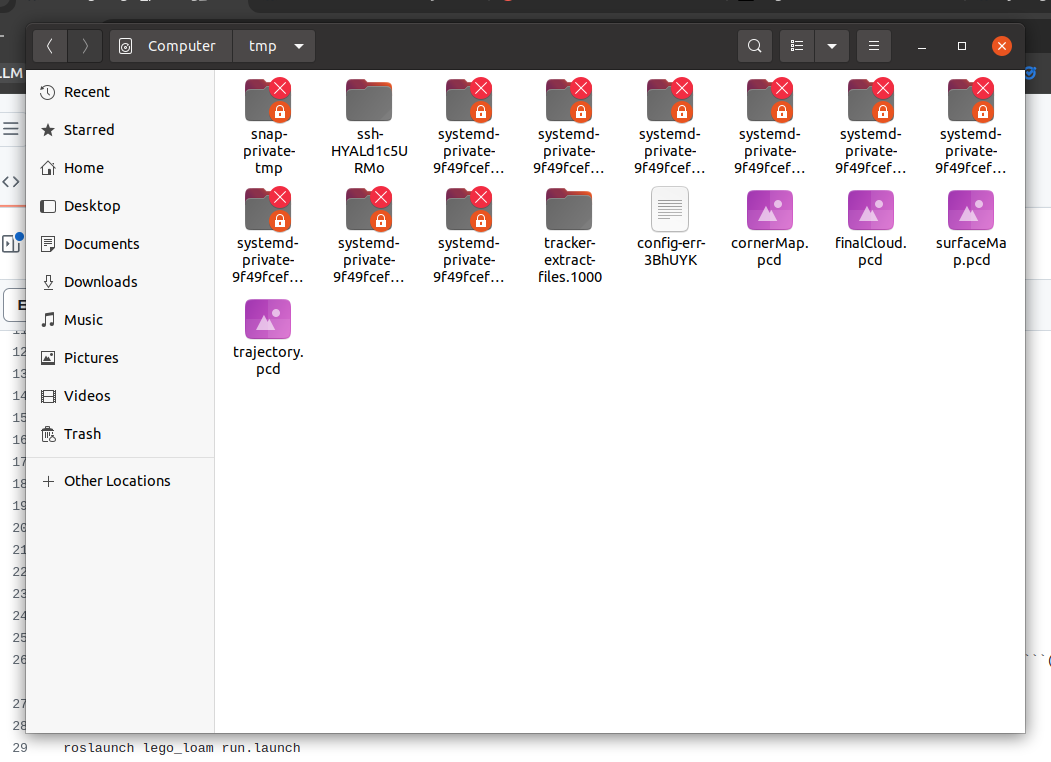 LLM
Computer
tmp
Recent
Starred
Home
Desktop
Documents
Downloads
Music
Pictures
Videos
Trash
Other Locations
snap-
private-
tmp
ssh-
HYALd1c5U
RMo
systemd-
private-
9f49fcef…
systemd-
private-
9f49fcef…
systemd-
private-
9f49fcef…
systemd-
private-
9f49fcef…
systemd-
private-
9f49fcef…
systemd-
private-
9f49fcef…
systemd-
private-
9f49fcef…
systemd-
private-
9f49fcef…
systemd-
private-
9f49fcef…
tracker-
extract-
files.1000
config-err-
3BhUYK
cornerMap.
pcd
finalCloud.
pcd
surfaceMa
p.pcd
trajectory.
pcd
E
12
13
14
15
16
17
18
19
20
21
22
23
24
25
26
```(
27
28
29 roslaunch lego_loam run.launch